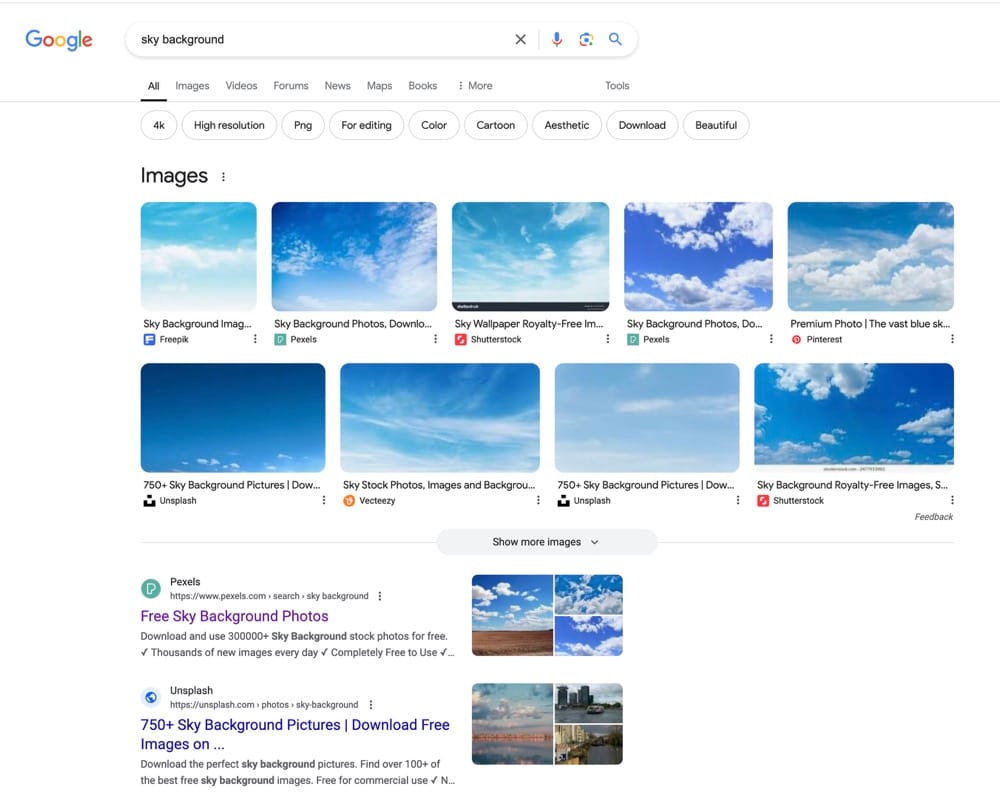 Google
sky background
All Images Videos Forums News Maps Books More Tools
4k High resolution Png For editing Color Cartoon Aesthetic Download Beautiful
Images
Sky Background Imag...
Freepik
Sky Background Photos, Downlo...
Pexels
Sky Wallpaper Royalty-Free Im...
Shutterstock
Sky Background Photos, Do...
Pexels
Premium Photo | The vast blue sk...
Pinterest
750+ Sky Background Pictures | Dow...
Unsplash
Sky Stock Photos, Images and Backgrou...
Vecteezy
750+ Sky Background Pictures | Dow...
Unsplash
Sky Background Royalty-Free Images, S...
Shutterstock
Feedback
Show more images
Pexels
https://www.pexels.com › search › sky background
Free Sky Background Photos
Download and use 300000+ Sky Background stock photos for free.
✓ Thousands of new images every day ✓ Completely Free to Use ✓...
Unsplash
https://unsplash.com › photos › sky-background
750+ Sky Background Pictures | Download Free
Images on ...
Download the perfect sky background pictures. Find over 100+ of
the best free sky background images. Free for commercial use ✓ N...